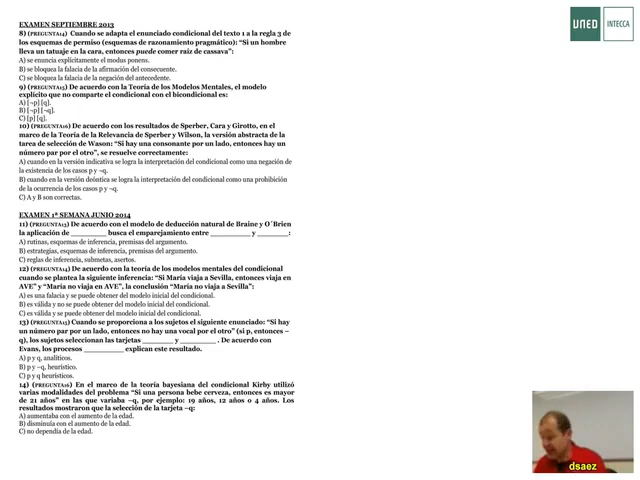 EXAMEN SEPTIEMBRE 2013
8) (PREGUNTA14) Cuando se adapta el enunciado condicional del texto 1 a la regla 3 de
los esquemas de permiso (esquemas de razonamiento pragmático): “Si un hombre
lleva un tatuaje en la cara, entonces puede comer raíz de cassava”:
A) se enuncia explícitamente el modus ponens.
B) se bloquea la falacia de la afirmación del consecuente.
C) se bloquea la falacia de la negación del antecedente.
9) (PREGUNTA15) De acuerdo con la Teoría de los Modelos Mentales, el modelo
explícito que no comparte el condicional con el bicondicional es:
A) [¬p] [q].
B) [¬p] [¬q].
C) [p] [q].
10) (PREGUNTA16) De acuerdo con los resultados de Sperber, Cara y Girotto, en el
marco de la Teoría de la Relevancia de Sperber y Wilson, la versión abstracta de la
tarea de selección de Wason: “Si hay una consonante por un lado, entonces hay un
número par por el otro”, se resuelve correctamente:
A) cuando en la versión indicativa se logra la interpretación del condicional como una negación de
la existencia de los casos p y ¬q.
B) cuando en la versión deóntica se logra la interpretación del condicional como una prohibición
de la ocurrencia de los casos p y ¬q.
C) A y B son correctas.
EXAMEN 1ª SEMANA JUNIO 2014
11) (PREGUNTA13) De acuerdo con el modelo de deducción natural de Braine y O´Brien
la aplicación de _______ busca el emparejamiento entre ________ y ______:
A) rutinas, esquemas de inferencia, premisas del argumento.
B) estrategias, esquemas de inferencia, premisas del argumento.
C) reglas de inferencia, submetas, asertos.
12) (PREGUNTA14) De acuerdo con la teoría de los modelos mentales del condicional
cuando se plantea la siguiente inferencia: “Si María viaja a Sevilla, entonces viaja en
AVE” y “María no viaja en AVE”, la conclusión “María no viaja a Sevilla”:
A) es una falacia y se puede obtener del modelo inicial del condicional.
B) es válida y no se puede obtener del modelo inicial del condicional.
C) es válida y se puede obtener del modelo inicial del condicional.
13) (PREGUNTA15) Cuando se proporciona a los sujetos el siguiente enunciado: “Si hay
un número par por un lado, entonces no hay una vocal por el otro” (si p, entonces –
q), los sujetos seleccionan las tarjetas ______ y ______ . De acuerdo con
Evans, los procesos ________ explican este resultado.
A) p y q, analíticos.
B) p y –q, heurístico.
C) p y q heurísticos.
14) (PREGUNTA16) En el marco de la teoría bayesiana del condicional Kirby utilizó
varias modalidades del problema “Si una persona bebe cerveza, entonces es mayor
de 21 años” en las que variaba –q, por ejemplo: 19 años, 12 años o 4 años. Los
resultados mostraron que la selección de la tarjeta –q:
A) aumentaba con el aumento de la edad.
B) disminuía con el aumento de la edad.
C) no dependía de la edad.
UNED
INTECCA
dsaez